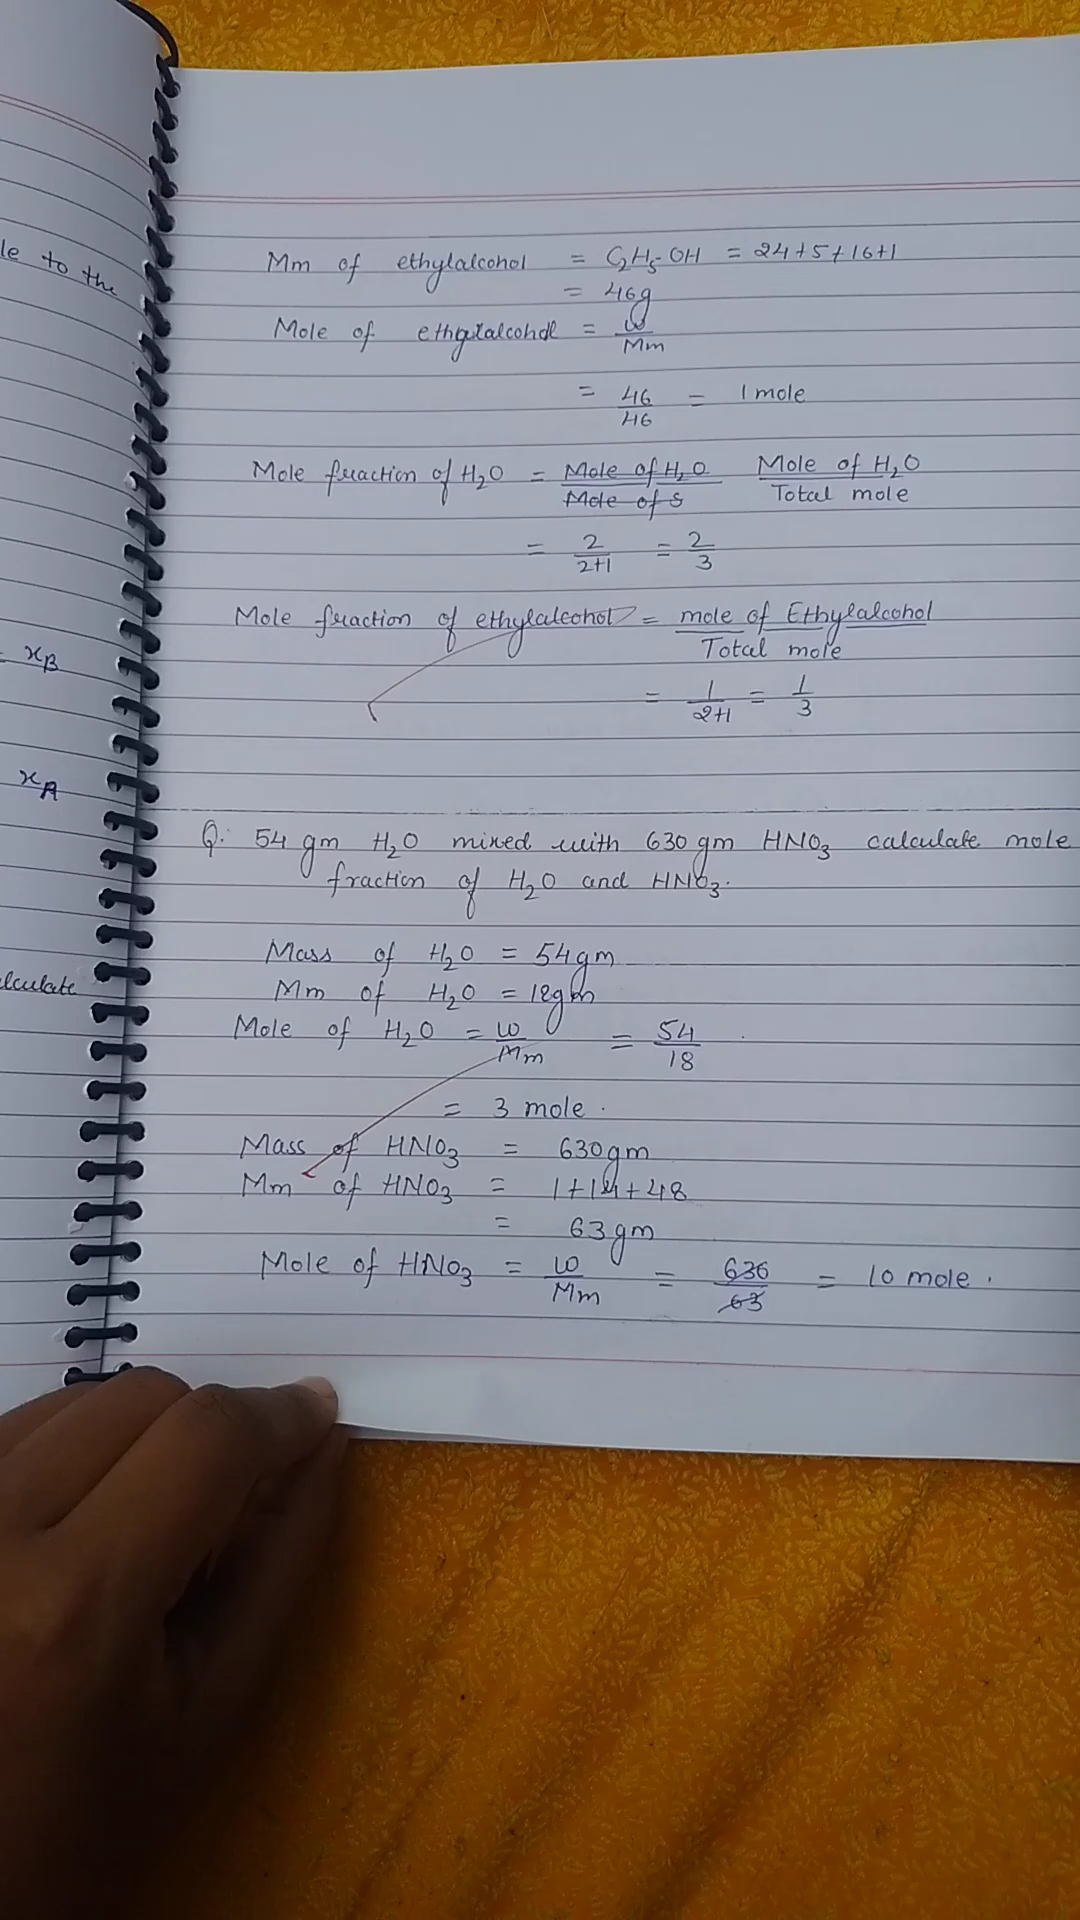 le to the
xB
xA
alculate
Mm of ethylalcohol = C2H5OH = 24+5+16+1
= 46g
Mole of ethylalcohol = w/Mm
= 46/46 = 1 mole
Mole fraction of H2O = Mole of H2O/Mole of S Mole of H2O/Total mole
= 2/2+1 = 2/3
Mole fraction of ethylalcohol = mole of Ethylalcohol/Total mole
= 1/2+1 = 1/3
Q. 54 gm H2O mixed with 630 gm HNO3 calculate mole
fraction of H2O and HNO3.
Mass of H2O = 54gm
Mm of H2O = 18gm
Mole of H2O = w/Mm = 54/18
= 3 mole.
Mass of HNO3 = 630gm
Mm of HNO3 = 1+14+48
= 63gm
Mole of HNO3 = w/Mm = 630/63 = 10 mole.